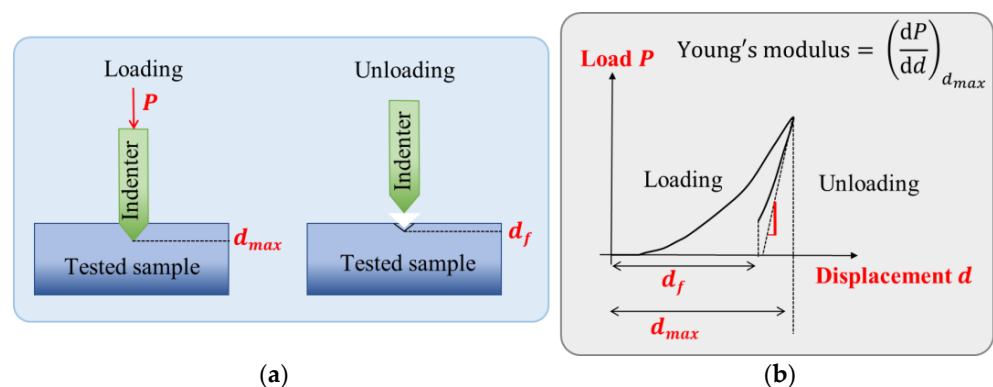 Loading
P
Indenter
d_max
Tested sample
Unloading
Indenter
d_f
Tested sample
(a)
Young's modulus = (dP/dd)_{d_max}
Load P
Loading
Unloading
Displacement d
d_f
d_max
(b)